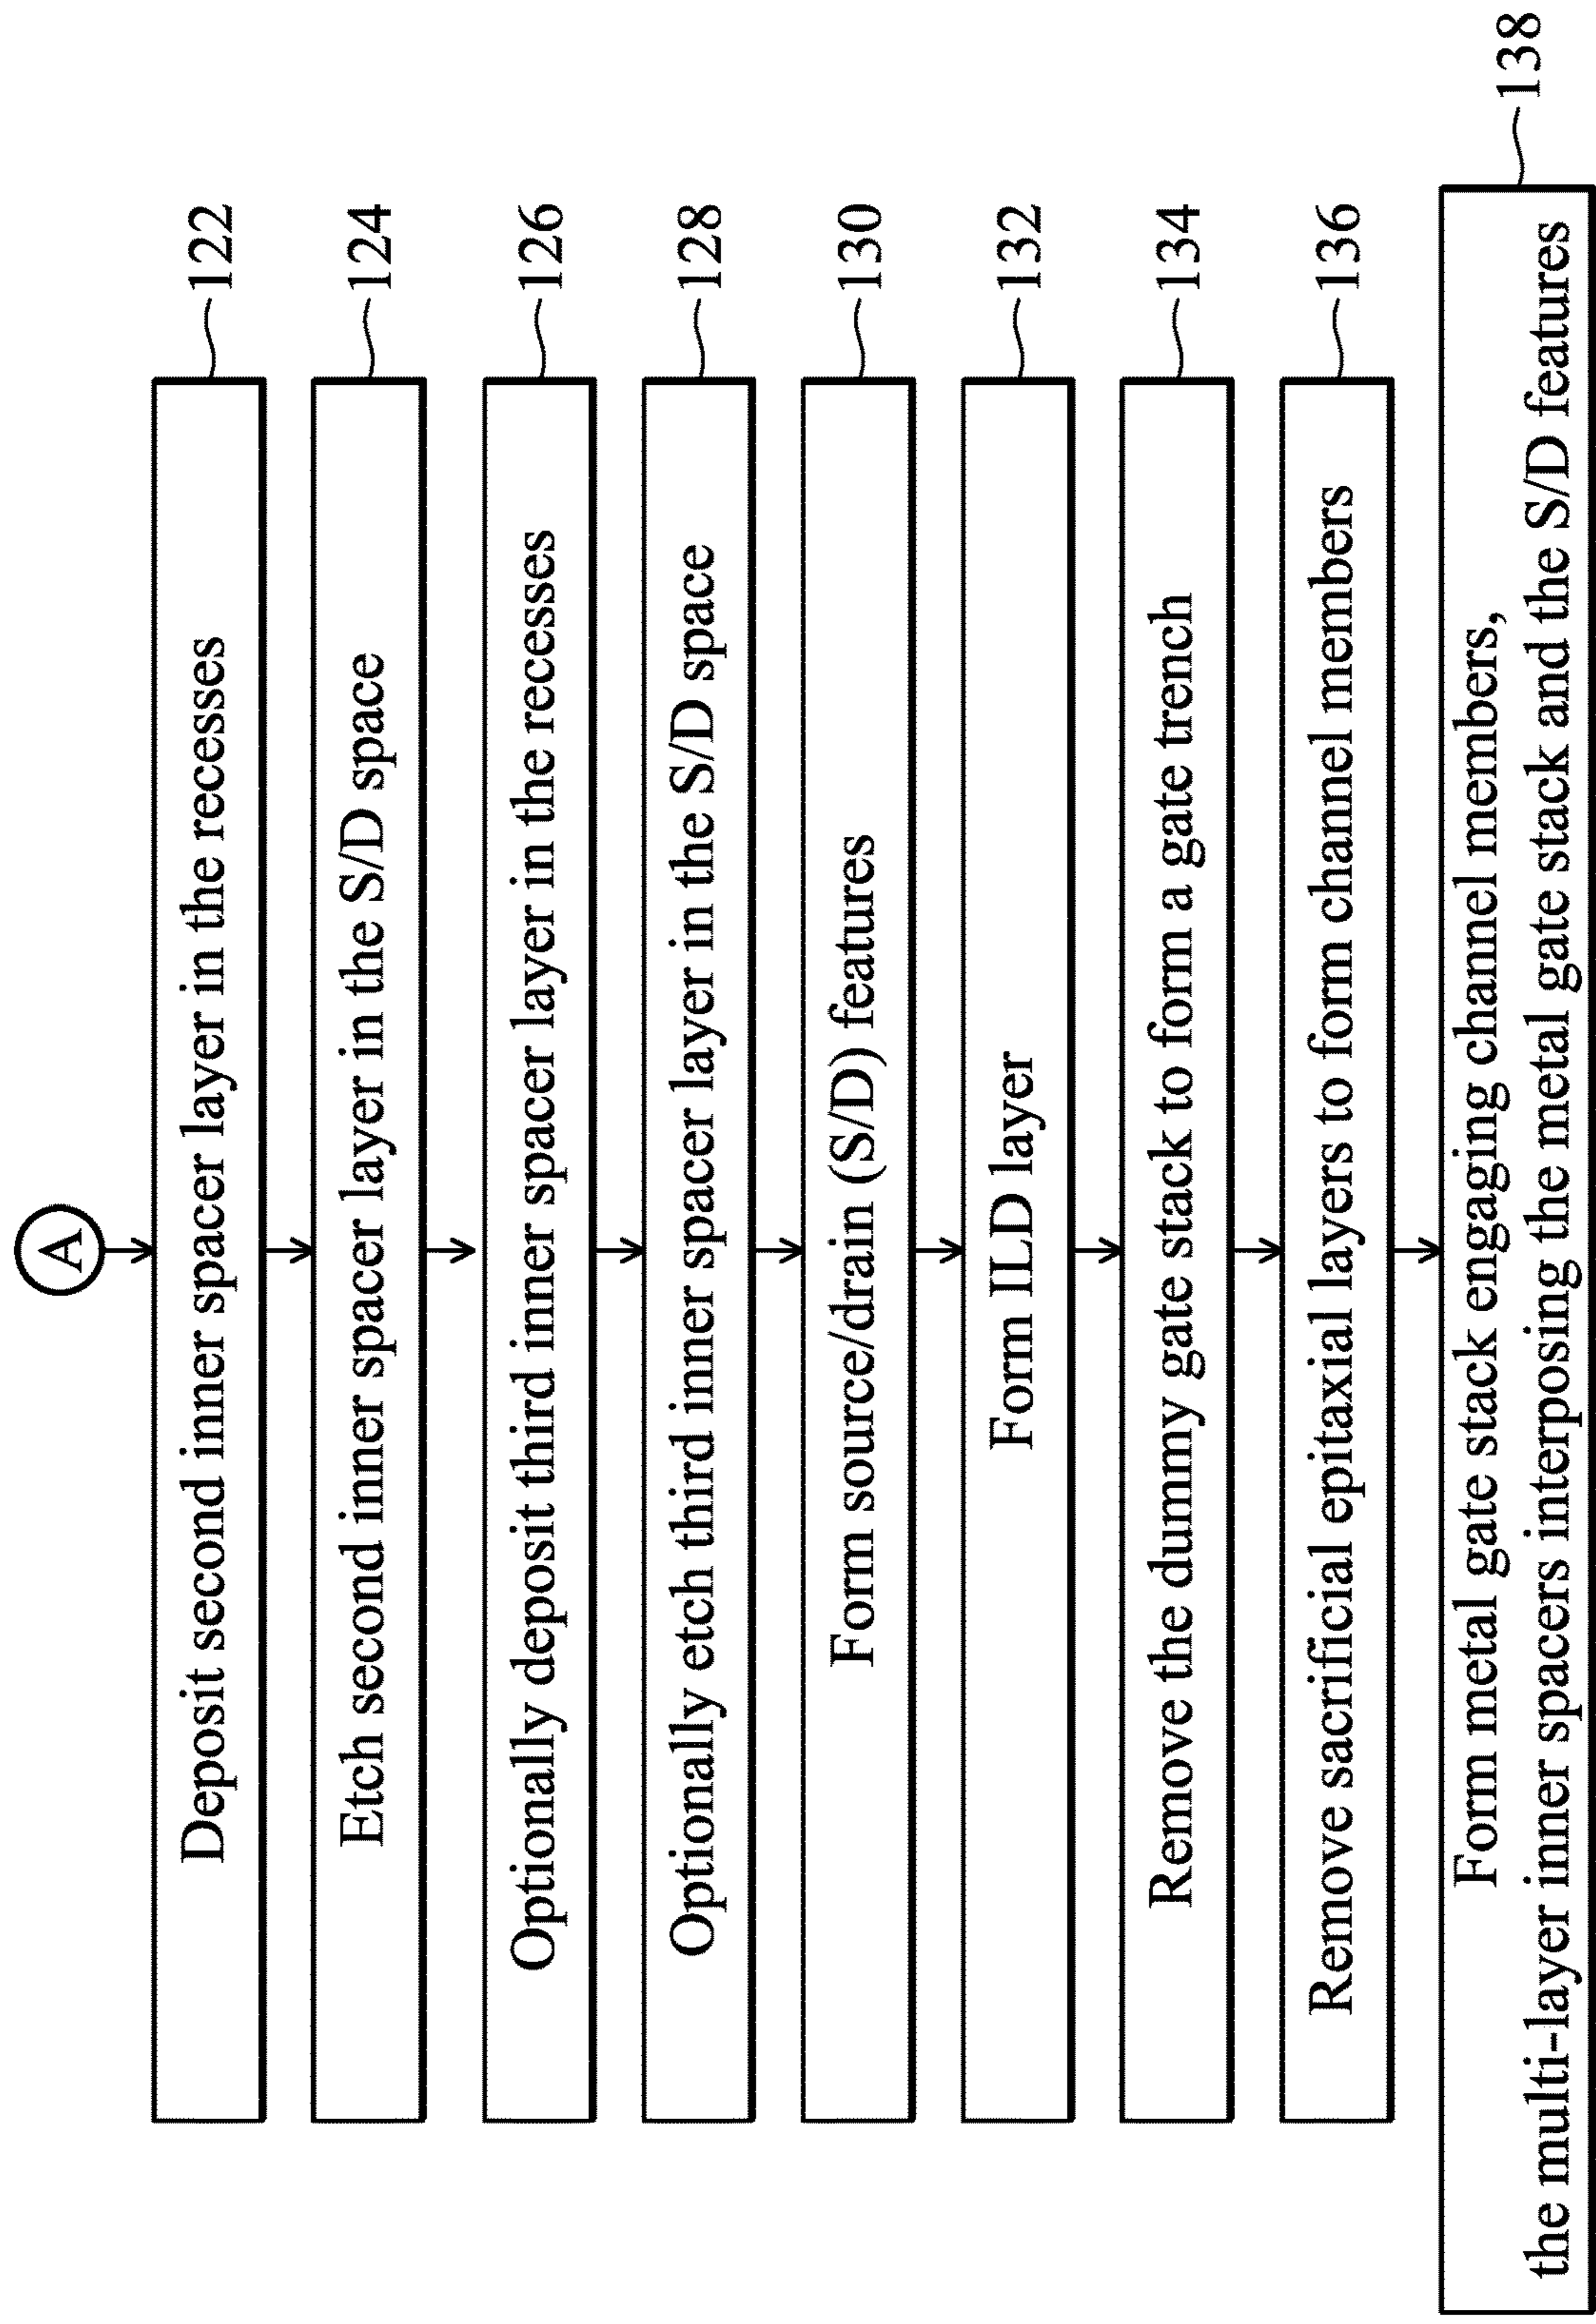 A
Deposit second inner spacer layer in the recesses
122
Etch second inner spacer layer in the S/D space
124
Optionally deposit third inner spacer layer in the recesses
126
Optionally etch third inner spacer layer in the S/D space
128
Form source/drain (S/D) features
130
Form ILD layer
132
Remove the dummy gate stack to form a gate trench
134
Remove sacrificial epitaxial layers to form channel members
136
Form metal gate stack engaging channel members,
the multi-layer inner spacers interposing the metal gate stack and the S/D features
138